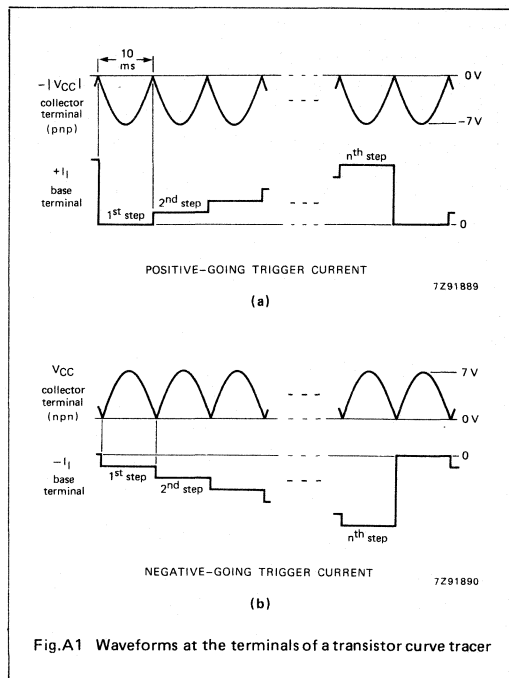 10
ms
-|VCC|
collector
terminal
(pnp)
0 V
-7 V
+II
base
terminal
1st step
2nd step
nth step
0
POSITIVE-GOING TRIGGER CURRENT
7Z91889
(a)
VCC
collector
terminal
(npn)
7 V
0 V
-II
base
terminal
0
1st step
2nd step
nth step
NEGATIVE-GOING TRIGGER CURRENT
7Z91890
(b)
Fig.A1 Waveforms at the terminals of a transistor curve tracer